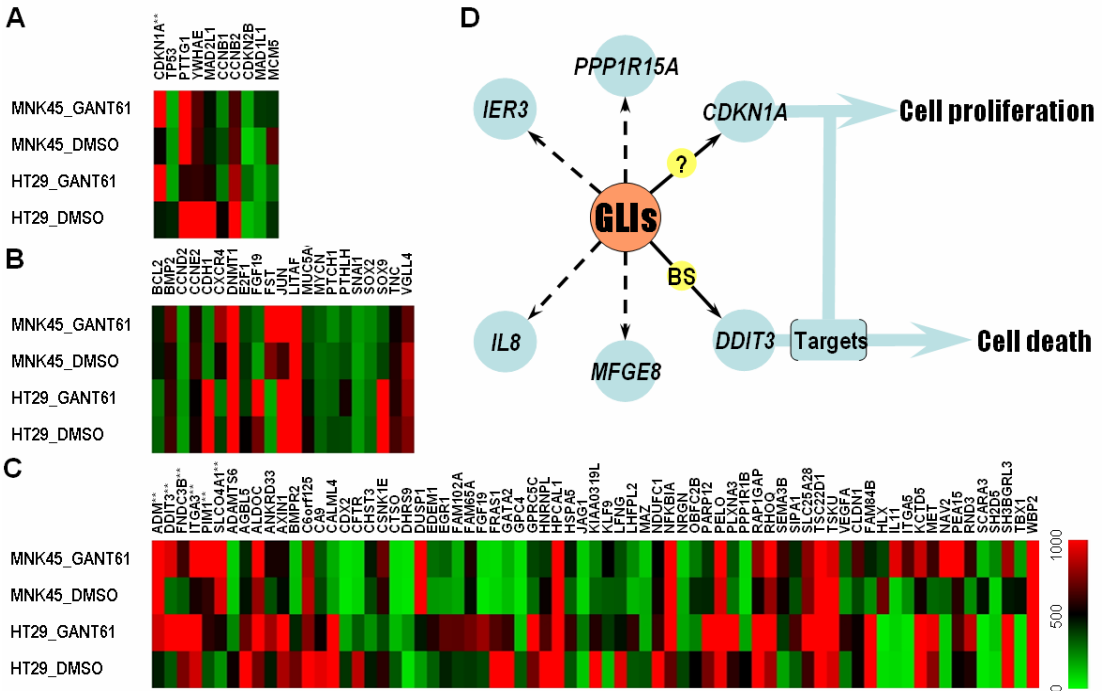 A
CDKN1A** TP53 PTTG1 YWHAE MAD2L1 CCNB1 CCNB2 CDKN2B MAD1L1 MCM5
MNK45_GANT61
MNK45_DMSO
HT29_GANT61
HT29_DMSO
B
BCL2 BMP2 CCND2 CCNE2 CDH1 CXCR4 DNMT1 E2F1 FGF19 FST JUN LITAF MUC5A MYCN PTCH1 PTHLH SNAI1 SOX2 SOX9 TNC VGLL4
MNK45_GANT61
MNK45_DMSO
HT29_GANT61
HT29_DMSO
C
ADM** DDIT3** FNDC3B** ITGA3** PIM1** SLCO4A1** ADAMTS6 AGBL5 ALDOC ANKRD33 AXIN1 BMPR2 C6orf125 CA9 CALML4 CDX2 CFTR CHST3 CSNK1E CTSO DHRS9 DUSP1 EDEM1 EGR1 FAM102A FAM65A FGF19 FRAS1 GATA2 GPC4 GPRC5C HNRNPL HPCAL1 HSPA5 JAG1 KIAA0319L KLF9 LFNG LHFPL2 MAZ NDUFC1 NFKBIA NRGN OBFC2B PARP12 PELO PLXNA3 PPP1R1B RAP1GAP RHOQ SEMA3B SIPA1 SLC25A28 TSC22D1 TSKU VEGFA CLDN1 FAM84B HLX IL11 ITGA5 KCTD5 MET NAV2 PEA15 RND3 SCARA3 SH2D5 SH3BGRL3 TBX1 WBP2
MNK45_GANT61
MNK45_DMSO
HT29_GANT61
HT29_DMSO
1000
500
0
D
PPP1R15A
IER3
CDKN1A
Cell proliferation
?
GLIs
BS
IL8
MFGE8
DDIT3
Targets
Cell death